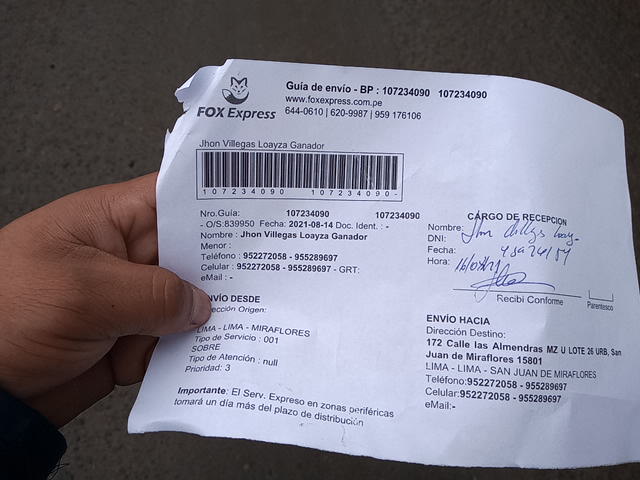 FOX Express
Guía de envío - BP : 107234090 107234090
www.foxexpress.com.pe
644-0610 | 620-9987 | 959 176106
Jhon Villegas Loayza Ganador
107234090 107234090-
Nro.Guía: 107234090 107234090
- O/S:839950 Fecha: 2021-08-14 Doc. Ident. : -
Nombre : Jhon Villegas Loayza Ganador
Menor :
Teléfono : 952272058 - 955289697
Celular : 952272058 - 955289697 - GRT:
eMail : -
CARGO DE RECEPCION
Nombre: Jhon
DNI:
Fecha:
Hora:
Recibi Conforme
Parentesco
ENVÍO DESDE
Dirección Origen:
LIMA - LIMA - MIRAFLORES
Tipo de Servicio : 001
SOBRE
Tipo de Atención : null
Prioridad: 3
ENVÍO HACIA
Dirección Destino:
172 Calle las Almendras MZ U LOTE 26 URB, San
Juan de Miraflores 15801
LIMA - LIMA - SAN JUAN DE MIRAFLORES
Teléfono:952272058 - 955289697
Celular:952272058 - 955289697
eMail:-
Importante: El Serv. Expreso en zonas periféricas
tomará un día más del plazo de distribución